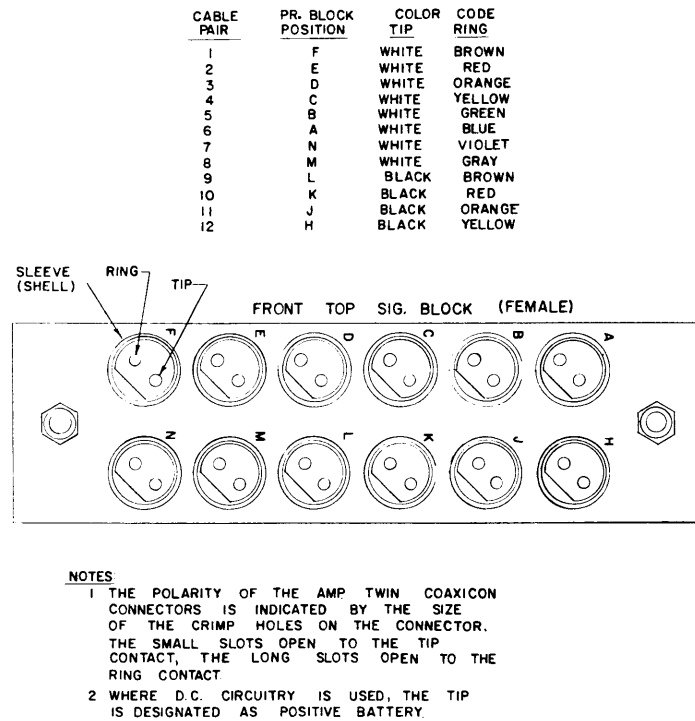 CABLE PAIR PR. BLOCK POSITION COLOR CODE TIP RING
1 F WHITE BROWN
2 E WHITE RED
3 D WHITE ORANGE
4 C WHITE YELLOW
5 B WHITE GREEN
6 A WHITE BLUE
7 N WHITE VIOLET
8 M WHITE GRAY
9 L BLACK BROWN
10 K BLACK RED
11 J BLACK ORANGE
12 H BLACK YELLOW
SLEEVE (SHELL)
RING
TIP
FRONT TOP SIG. BLOCK (FEMALE)
F E D C B A
N M L K J H
NOTES:
1 THE POLARITY OF THE AMP TWIN COAXICON
CONNECTORS IS INDICATED BY THE SIZE
OF THE CRIMP HOLES ON THE CONNECTOR.
THE SMALL SLOTS OPEN TO THE TIP
CONTACT, THE LONG SLOTS OPEN TO THE
RING CONTACT.
2 WHERE D.C. CIRCUITRY IS USED, THE TIP
IS DESIGNATED AS POSITIVE BATTERY.